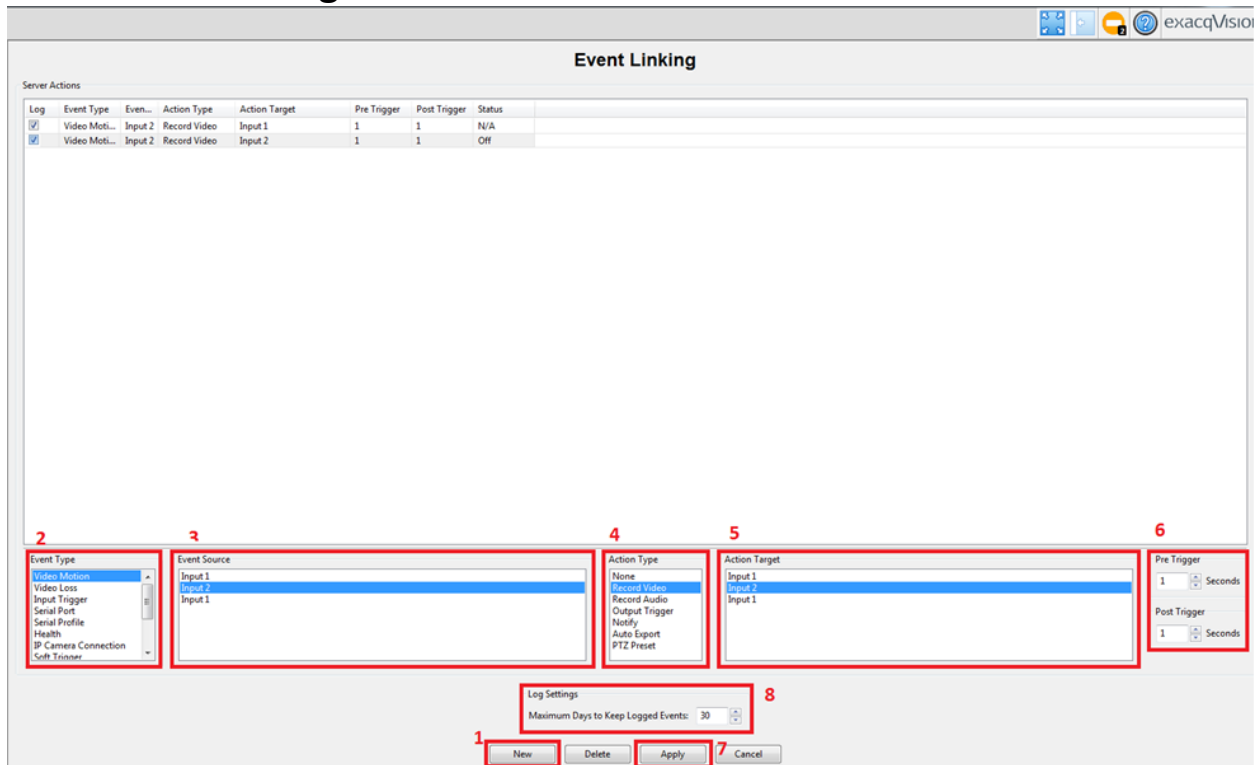 exacqVision
Event Linking
Server Actions
Log Event Type Even... Action Type Action Target Pre Trigger Post Trigger Status
Video Moti... Input 2 Record Video Input 1 1 1 N/A
Video Moti... Input 2 Record Video Input 2 1 1 Off
2 3 4 5 6
Event Type Event Source Action Type Action Target Pre Trigger
Video Motion Input 1 None Input 1 1 Seconds
Video Loss Input 2 Record Video Input 2
Input Trigger Input 1 Record Audio Input 1
Serial Port Output Trigger Post Trigger
Serial Profile Notify 1 Seconds
Health Auto Export
IP Camera Connection PTZ Preset
Soft Trigger
Log Settings 8
Maximum Days to Keep Logged Events: 30
1 New Delete Apply 7 Cancel